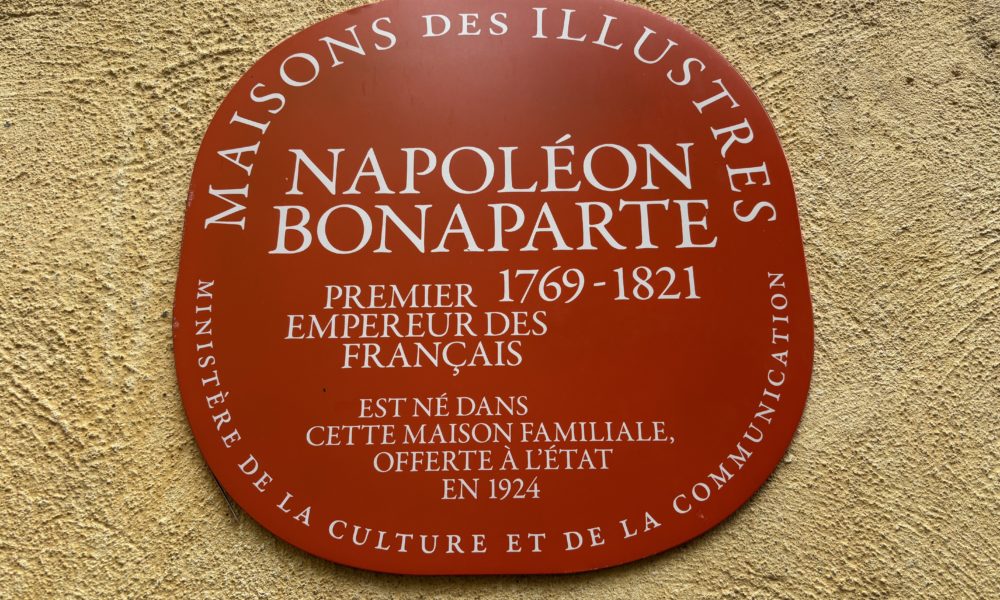 MAISONS DES ILLUSTRES
NAPOLÉON
BONAPARTE
1769-1821
PREMIER
EMPEREUR DES
FRANÇAIS
EST NÉ DANS
CETTE MAISON FAMILIALE,
OFFERTE À L'ÉTAT
EN 1924
MINISTÈRE DE LA CULTURE ET DE LA COMMUNICATION